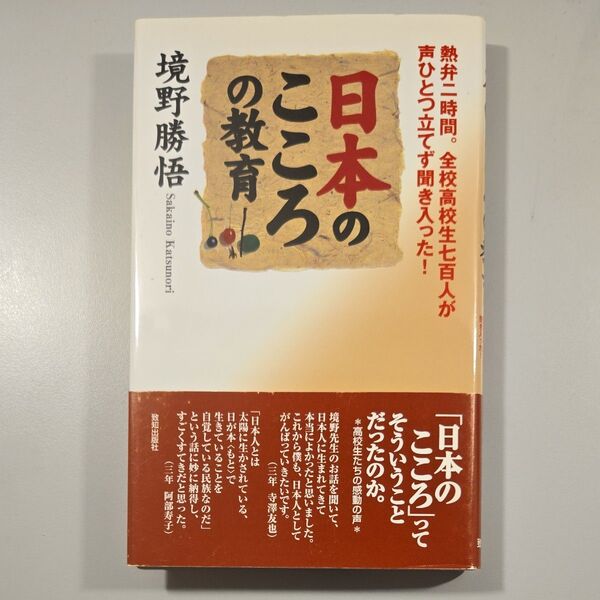 熱弁二時間。全校高校生七百人が
声ひとつ立てず聞き入った！
日本の
こころ
の教育
境野勝悟
Sakaino Katsunori
「日本の
こころ」って
そういうこと
だったのか。
＊高校生たちの感動の声＊
境野先生のお話を聞いて、
日本人に生まれてきて
本当によかったと思いました。
これから僕も、日本人として
がんばっていきたいです。
（三年 寺澤友也）
「日本人とは
太陽に生かされている、
日が本〈もと〉で
生きていることを
自覚している民族なのだ」
という話に妙に納得し、
すごくすてきだと思った。
（三年 阿部寿子）
致知出版社